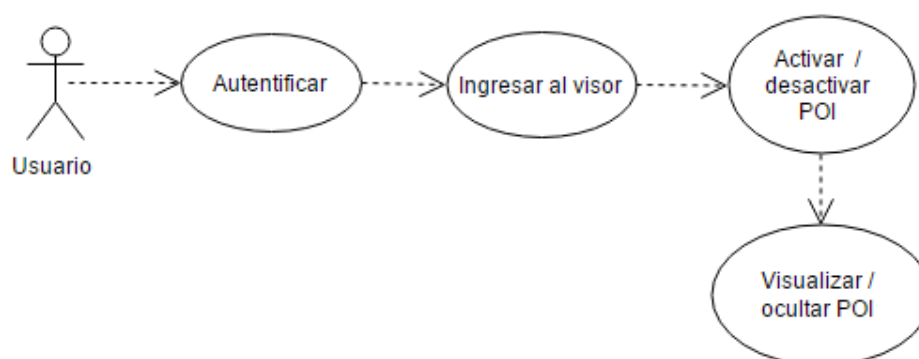 Usuario
Autentificar
Ingresar al visor
Activar /
desactivar
POI
Visualizar /
ocultar POI